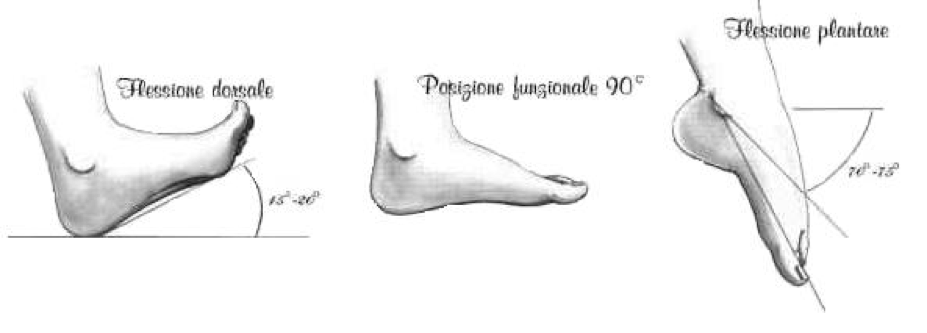 Flessione dorsale
Posizione funzionale 90°
Flessione plantare
15°-20°
70°-75°